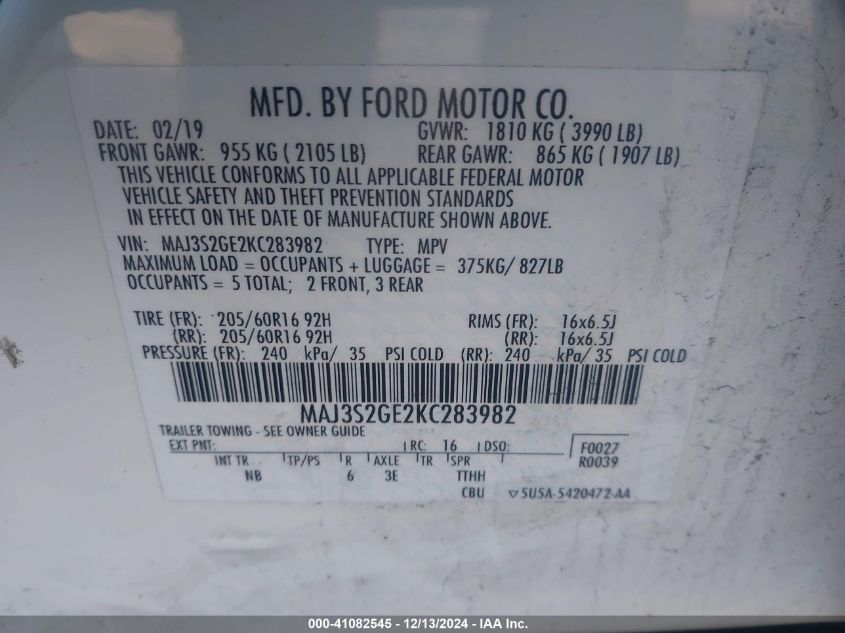 MFD. BY FORD MOTOR CO.
DATE: 02/19 GVWR: 1810 KG ( 3990 LB)
FRONT GAWR: 955 KG ( 2105 LB) REAR GAWR: 865 KG ( 1907 LB)
THIS VEHICLE CONFORMS TO ALL APPLICABLE FEDERAL MOTOR
VEHICLE SAFETY AND THEFT PREVENTION STANDARDS
IN EFFECT ON THE DATE OF MANUFACTURE SHOWN ABOVE.
VIN: MAJ3S2GE2KC283982 TYPE: MPV
MAXIMUM LOAD = OCCUPANTS + LUGGAGE = 375KG/ 827LB
OCCUPANTS = 5 TOTAL; 2 FRONT, 3 REAR
TIRE (FR): 205/60R16 92H RIMS (FR): 16x6.5J
(RR): 205/60R16 92H (RR): 16x6.5J
PRESSURE (FR): 240 kPa/ 35 PSI COLD (RR): 240 kPa/ 35 PSI COLD
MAJ3S2GE2KC283982
TRAILER TOWING - SEE OWNER GUIDE
EXT PNT: RC: 16 DSO: F0027
INT TR TP/PS R AXLE TR SPR R0039
NB 6 3E TTHH
CBU 5U5A-5420472-AA
000-41082545 - 12/13/2024 - IAA Inc.